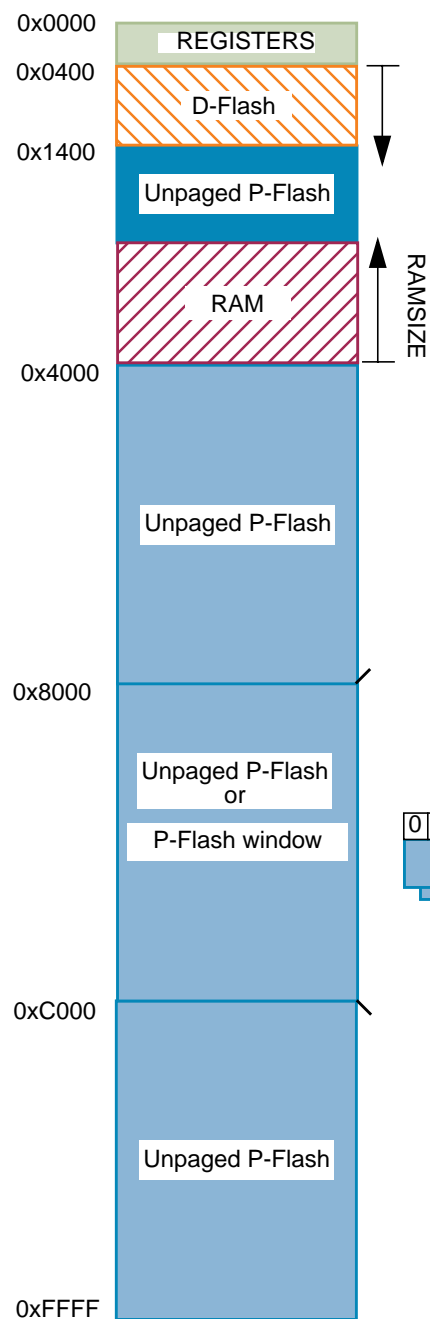 0x0000
REGISTERS
0x0400
D-Flash
0x1400
Unpaged P-Flash
RAM
RAMSIZE
0x4000
Unpaged P-Flash
0x8000
Unpaged P-Flash
or
P-Flash window
0
0xC000
Unpaged P-Flash
0xFFFF